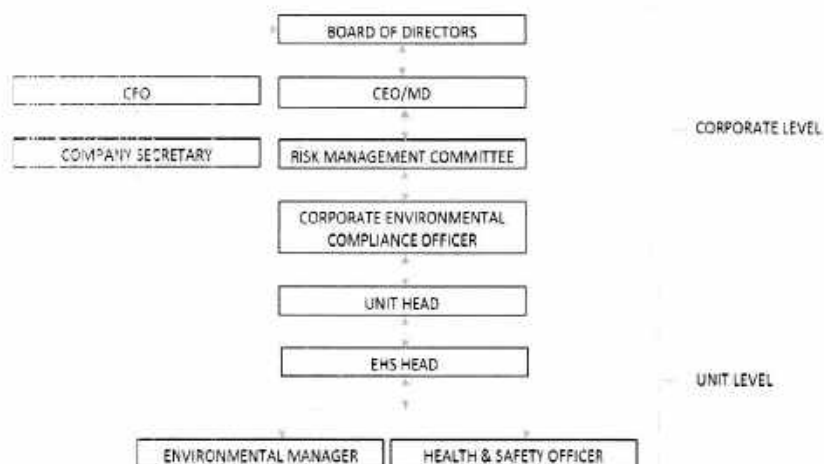 BOARD OF DIRECTORS
CFO
CEO/MD
CORPORATE LEVEL
COMPANY SECRETARY
RISK MANAGEMENT COMMITTEE
CORPORATE ENVIRONMENTAL
COMPLIANCE OFFICER
UNIT HEAD
EHS HEAD
UNIT LEVEL
ENVIRONMENTAL MANAGER
HEALTH & SAFETY OFFICER